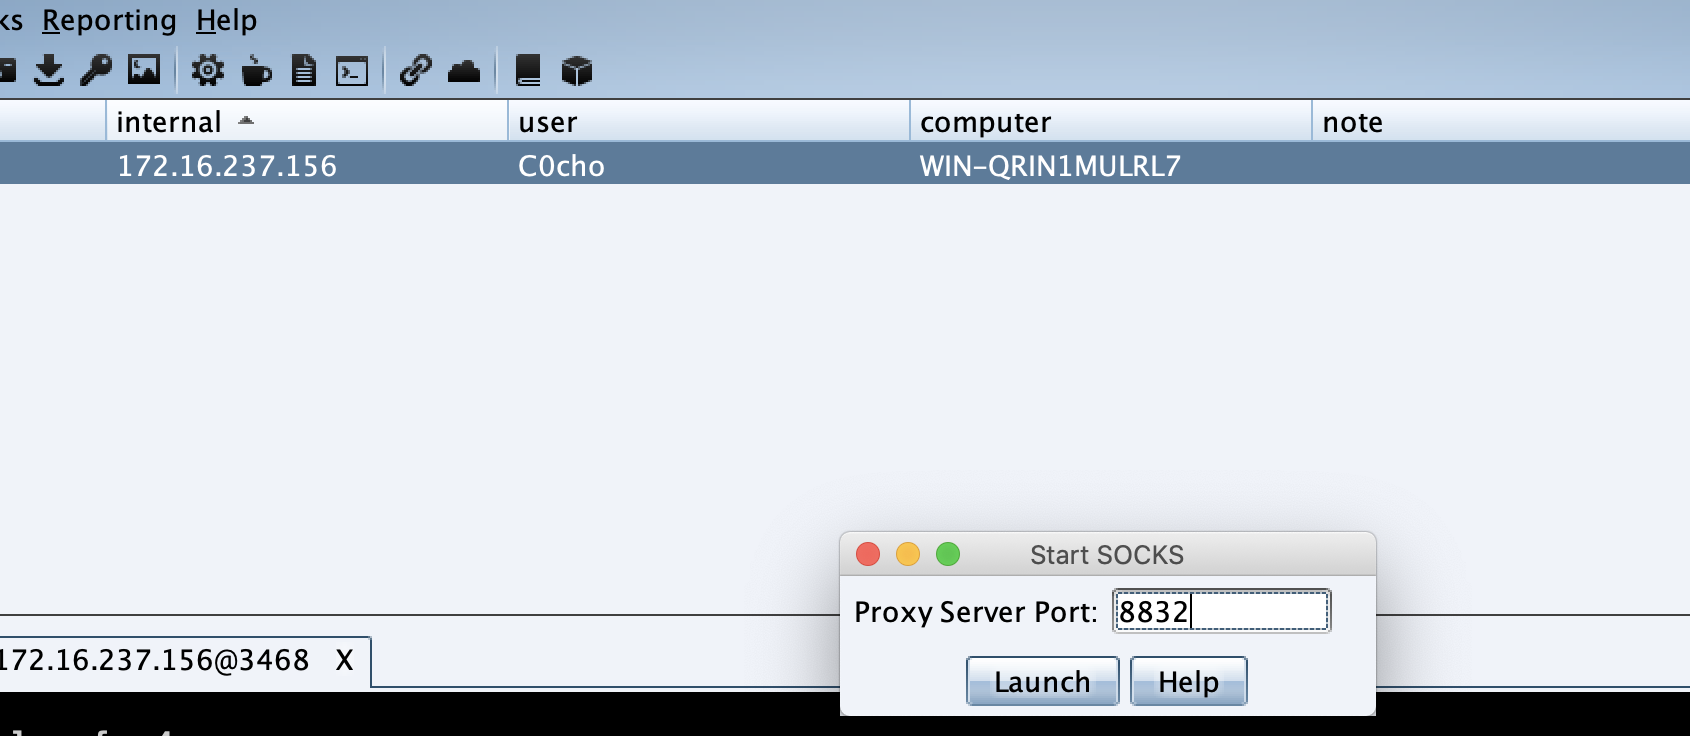 ks Reporting Help
internal user computer note
172.16.237.156 C0cho WIN-QRIN1MULRL7
Start SOCKS
Proxy Server Port: 8832
172.16.237.156@3468 X
Launch Help